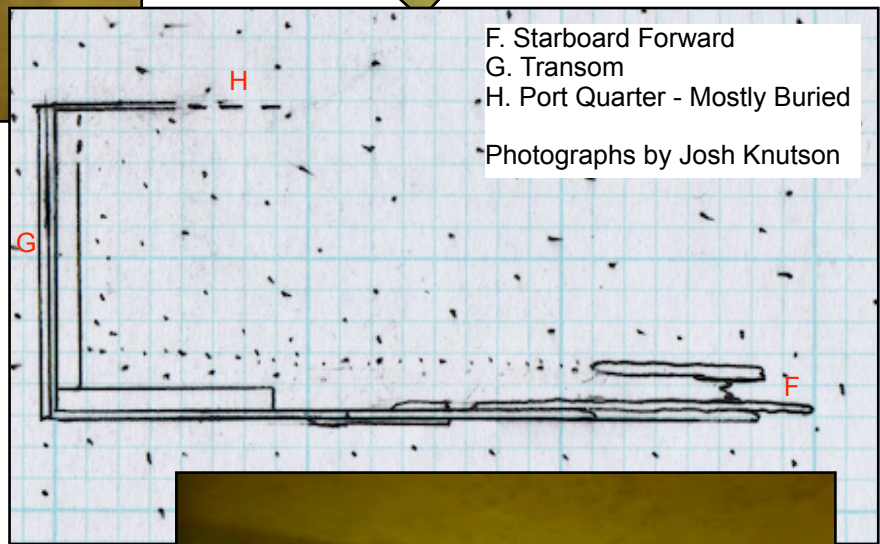 F. Starboard Forward
G. Transom
H. Port Quarter - Mostly Buried
Photographs by Josh Knutson
H
G
F